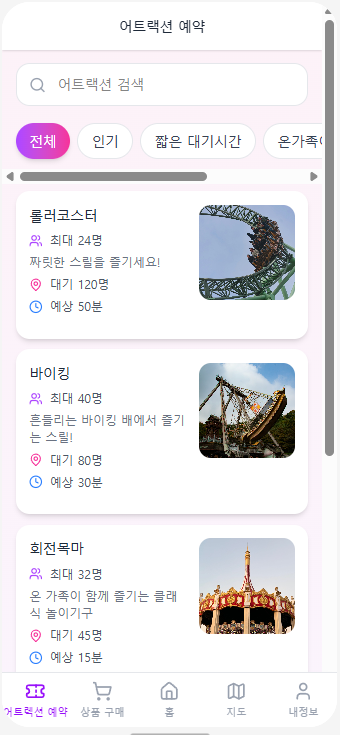 어트랙션 예약
어트랙션 검색
전체 인기 짧은 대기시간 온가족
롤러코스터
최대 24명
짜릿한 스릴을 즐기세요!
대기 120명
예상 50분
바이킹
최대 40명
흔들리는 바이킹 배에서 즐기
는 스릴!
대기 80명
예상 30분
회전목마
최대 32명
온 가족이 함께 즐기는 클래
식 놀이기구
대기 45명
예상 15분
어트랙션 예약 상품 구매 홈 지도 내정보